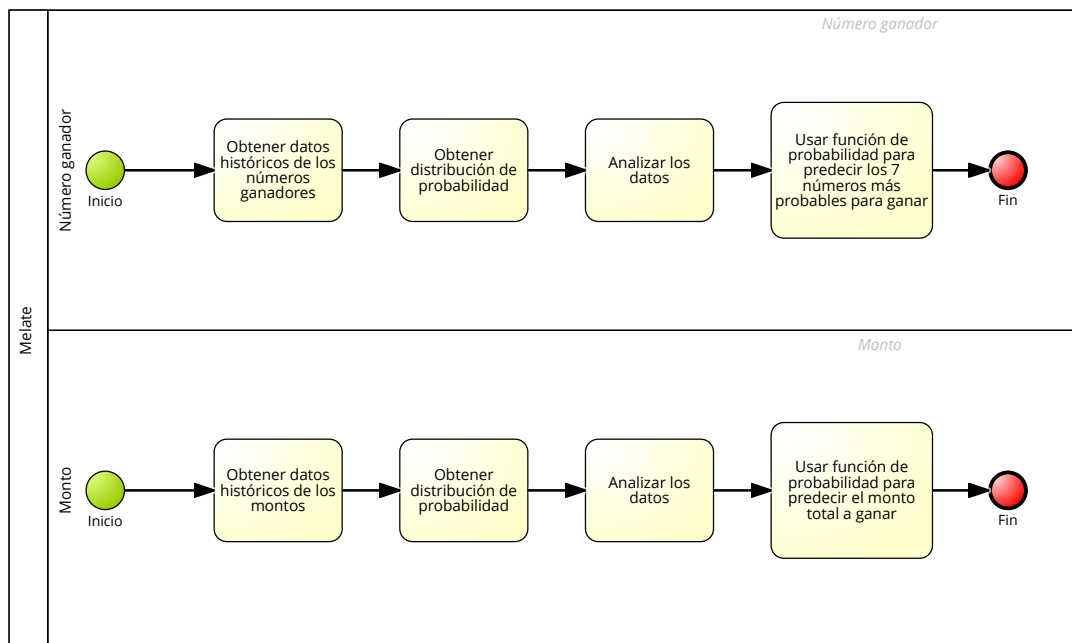 Melate
Número ganador
Número ganador
Inicio
Obtener datos
históricos de los
números
ganadores
Obtener
distribución de
probabilidad
Analizar los
datos
Usar función de
probabilidad para
predecir los 7
números más
probables para ganar
Fin
Monto
Monto
Inicio
Obtener datos
históricos de los
montos
Obtener
distribución de
probabilidad
Analizar los
datos
Usar función de
probabilidad para
predecir el monto
total a ganar
Fin